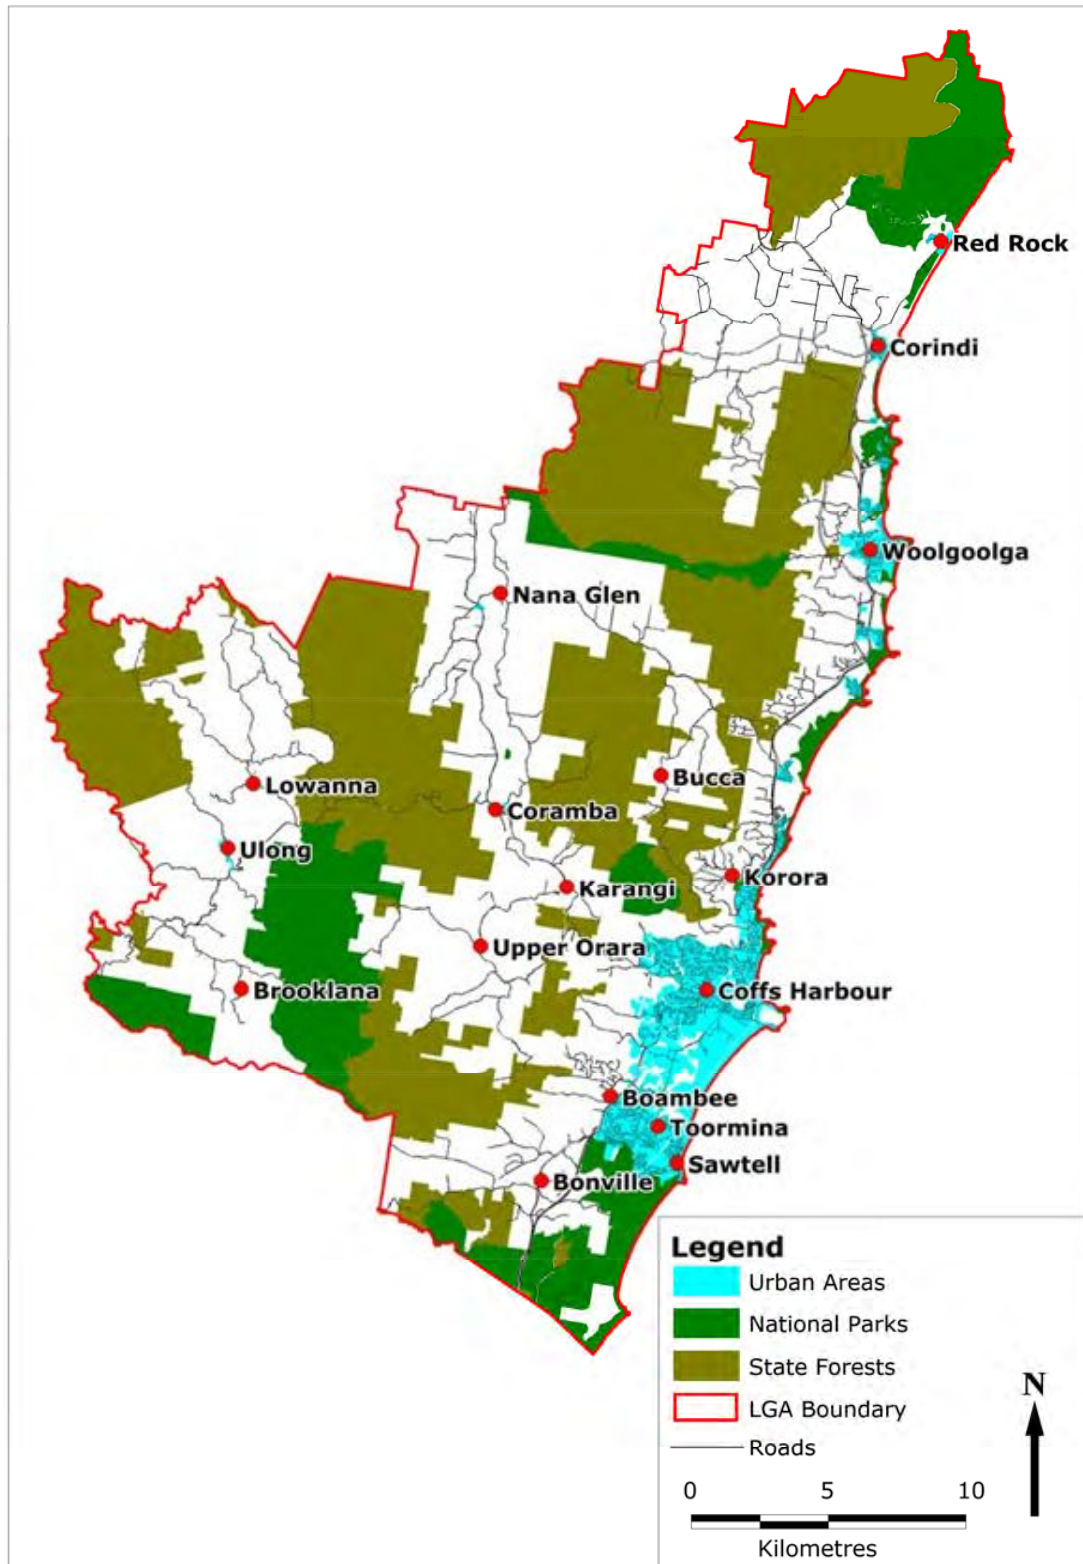 Red Rock
Corindi
Woolgoolga
Nana Glen
Bucca
Lowanna
Coramba
Ulong
Korora
Karangi
Upper Orara
Brooklana
Coffs Harbour
Boambee
Toormina
Sawtell
Bonville
Legend
Urban Areas
National Parks
State Forests
LGA Boundary
Roads
N
0 5 10
Kilometres